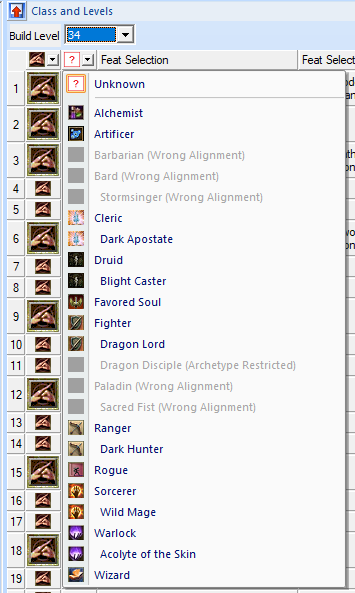 Class and Levels
Build Level 34
? Feat Selection Feat Selec
? Unknown
1
Alchemist
2
Artificer
Barbarian (Wrong Alignment)
3
Bard (Wrong Alignment)
4
Stormsinger (Wrong Alignment)
5
Cleric
6
Dark Apostate
Druid
7
Blight Caster
8
Favored Soul
9
Fighter
10
Dragon Lord
11
Dragon Disciple (Archetype Restricted)
12
Paladin (Wrong Alignment)
Sacred Fist (Wrong Alignment)
13
Ranger
14
Dark Hunter
15
Rogue
Sorcerer
16
Wild Mage
17
Warlock
18
Acolyte of the Skin
19
Wizard